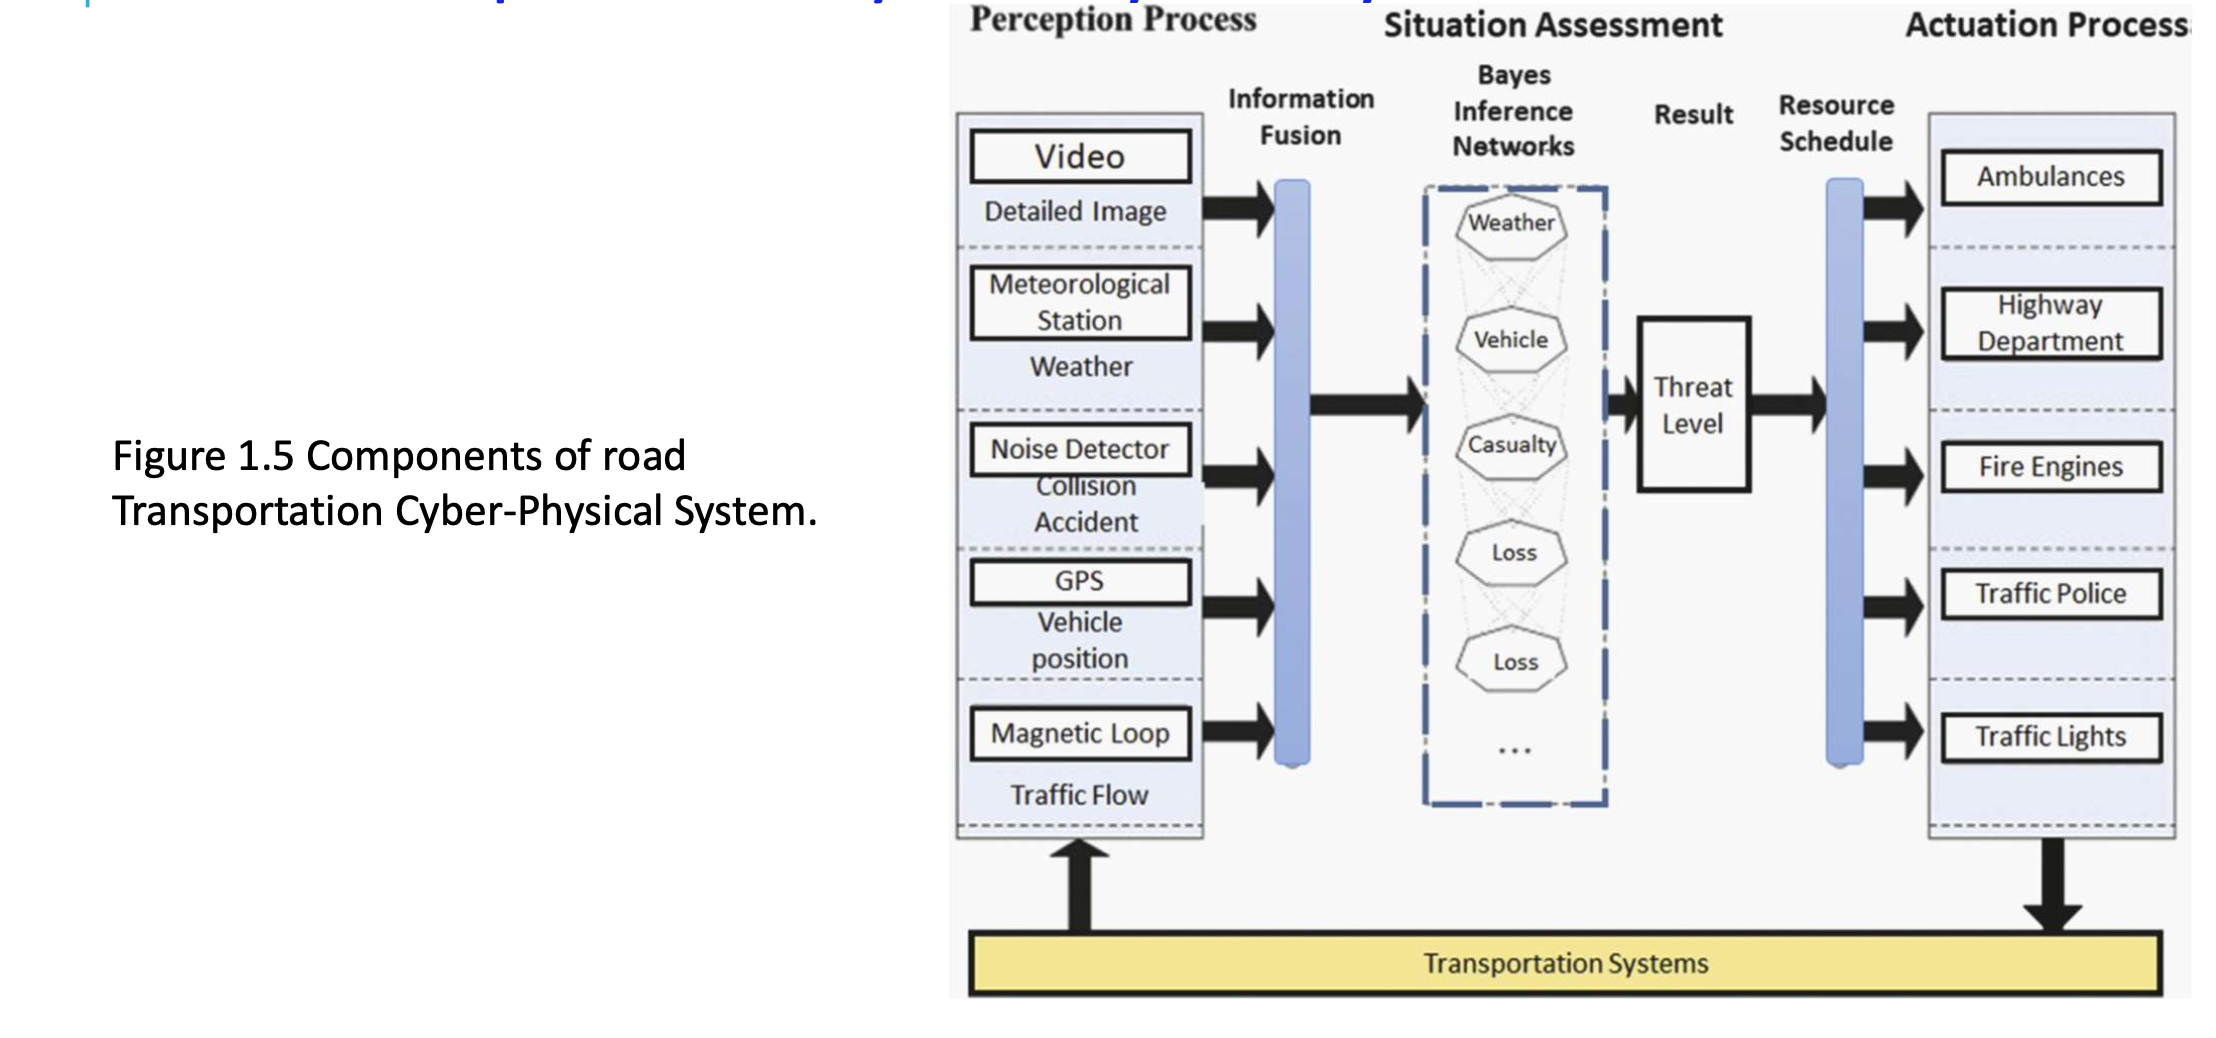 Figure 1.5 Components of road
Transportation Cyber-Physical System.
Perception Process
Situation Assessment
Actuation Process
Information
Fusion
Bayes
Inference
Networks
Result
Resource
Schedule
Video
Detailed Image
Meteorological
Station
Weather
Noise Detector
Collision
Accident
GPS
Vehicle
position
Magnetic Loop
Traffic Flow
Weather
Vehicle
Casualty
Loss
Loss
...
Threat
Level
Ambulances
Highway
Department
Fire Engines
Traffic Police
Traffic Lights
Transportation Systems